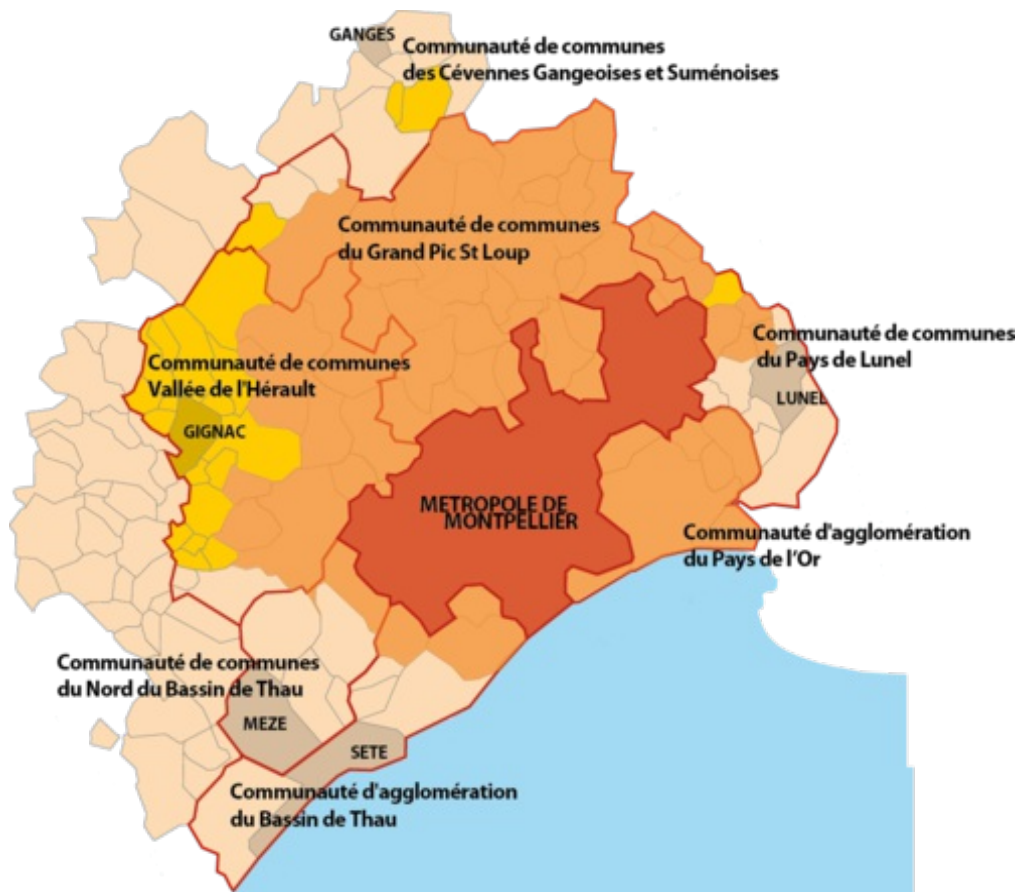 GANGES
Communauté de communes
des Cévennes Gangeoises et Suménoises
Communauté de communes
du Grand Pic St Loup
Communauté de communes
du Pays de Lunel
LUNEL
Communauté de communes
Vallée de l'Hérault
GIGNAC
METROPOLE DE
MONTPELLIER
Communauté d'agglomération
du Pays de l'Or
Communauté de communes
du Nord du Bassin de Thau
MEZE
SETE
Communauté d'agglomération
du Bassin de Thau